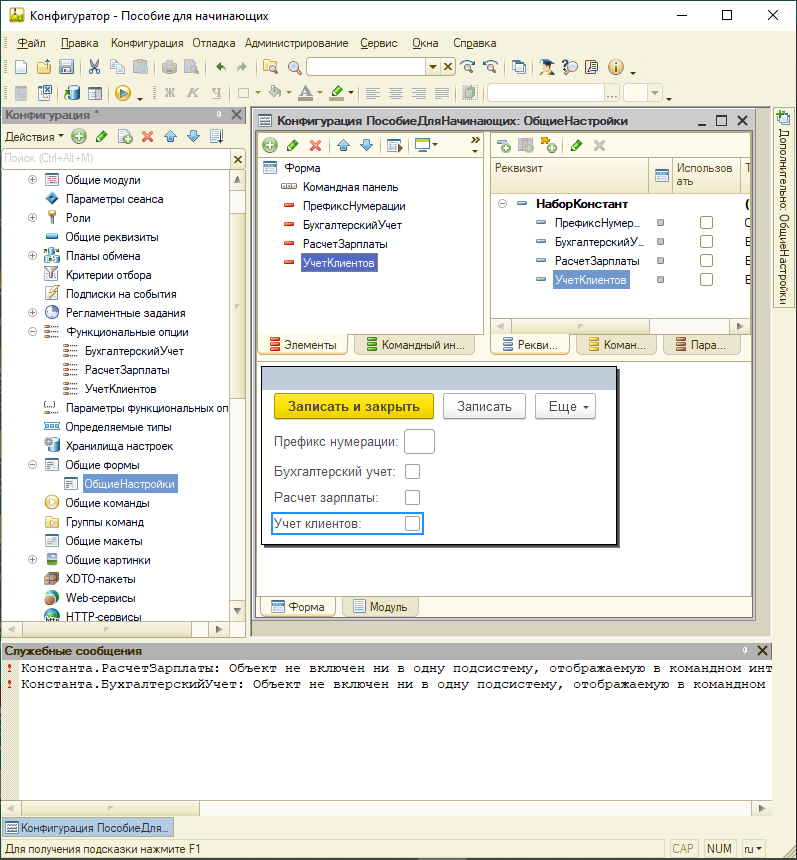 Конфигуратор - Пособие для начинающих
Файл Правка Конфигурация Отладка Администрирование Сервис Окна Справка
Ж К Ч
Конфигурация *
Действия
Поиск (Ctrl+Alt+M)
Общие модули
Параметры сеанса
Роли
Общие реквизиты
Планы обмена
Критерии отбора
Подписки на события
Регламентные задания
Функциональные опции
БухгалтерскийУчет
РасчетЗарплаты
УчетКлиентов
Параметры функциональных оп
Определяемые типы
Хранилища настроек
Общие формы
ОбщиеНастройки
Общие команды
Группы команд
Общие макеты
Общие картинки
XDTO-пакеты
Web-сервисы
HTTP-сервисы
Конфигурация ПособиеДляНачинающих: ОбщиеНастройки
Форма
Командная панель
ПрефиксНумерации
БухгалтерскийУчет
РасчетЗарплаты
УчетКлиентов
Элементы
Командный ин...
Реквизит
Использов
ать
НаборКонстант
ПрефиксНумер...
БухгалтерскийУ...
РасчетЗарплаты
УчетКлиентов
Рекви...
Коман...
Пара...
Записать и закрыть
Записать
Еще
Префикс нумерации:
Бухгалтерский учет:
Расчет зарплаты:
Учет клиентов:
Форма
Модуль
Дополнительно: ОбщиеНастройки
Служебные сообщения
Константа.РасчетЗарплаты: Объект не включен ни в одну подсистему, отображаемую в командном инт
Константа.БухгалтерскийУчет: Объект не включен ни в одну подсистему, отображаемую в командном
Конфигурация ПособиеДля...
Для получения подсказки нажмите F1
CAP NUM ru